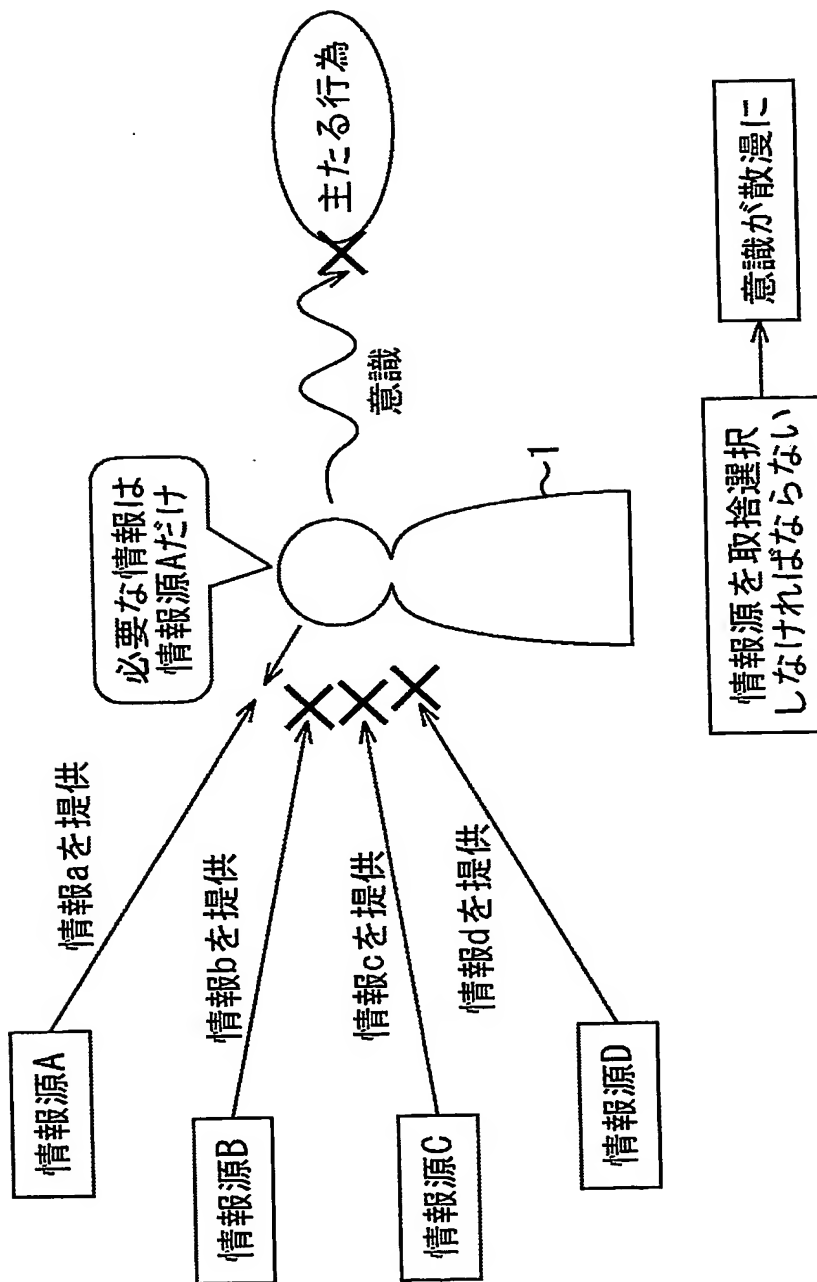 情報源A
情報源B
情報源C
情報源D
情報aを提供
情報bを提供
情報cを提供
情報dを提供
必要な情報は
情報源Aだけ
意識
主たる行為
1
情報源を取捨選択
しなければならない
意識が散漫に